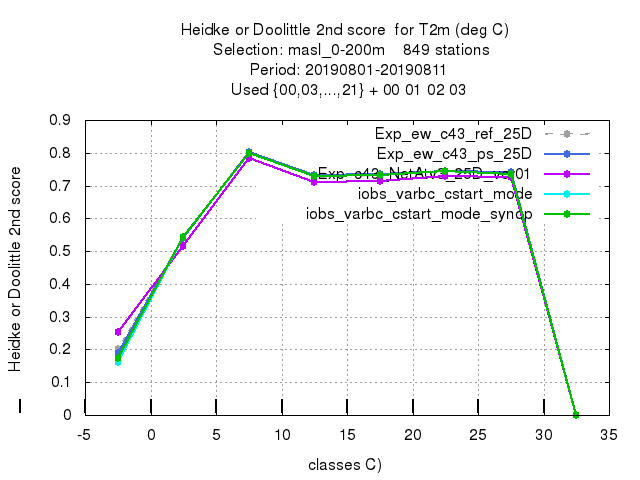 Heidke or Doolittle 2nd score for T2m (deg C)
Selection: masl_0-200m 849 stations
Period: 20190801-20190811
Used {00,03,...,21} + 00 01 02 03
Heidke or Doolittle 2nd score
0.9
0.8
0.7
0.6
0.5
0.4
0.3
0.2
0.1
0
Exp_ew_c43_ref_25D
Exp_ew_c43_ps_25D
iobs_varbc_cstart_mode
iobs_varbc_cstart_mode_synop
-5 0 5 10 15 20 25 30 35
classes C)